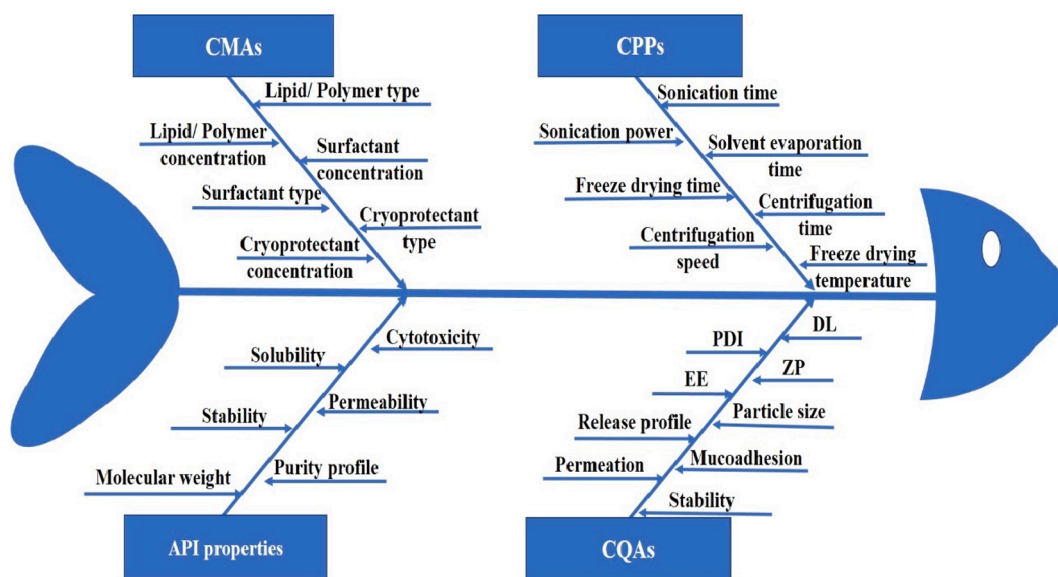 CMAs
Lipid/ Polymer type
Lipid/ Polymer
concentration
Surfactant
concentration
Surfactant type
Cryoprotectant
type
Cryoprotectant
concentration
CPPs
Sonication time
Sonication power
Solvent evaporation
time
Freeze drying time
Centrifugation
time
Centrifugation
speed
Freeze drying
temperature
Cytotoxicity
Solubility
Permeability
Stability
Purity profile
Molecular weight
API properties
DL
PDI
ZP
EE
Particle size
Release profile
Mucoadhesion
Permeation
Stability
CQAs